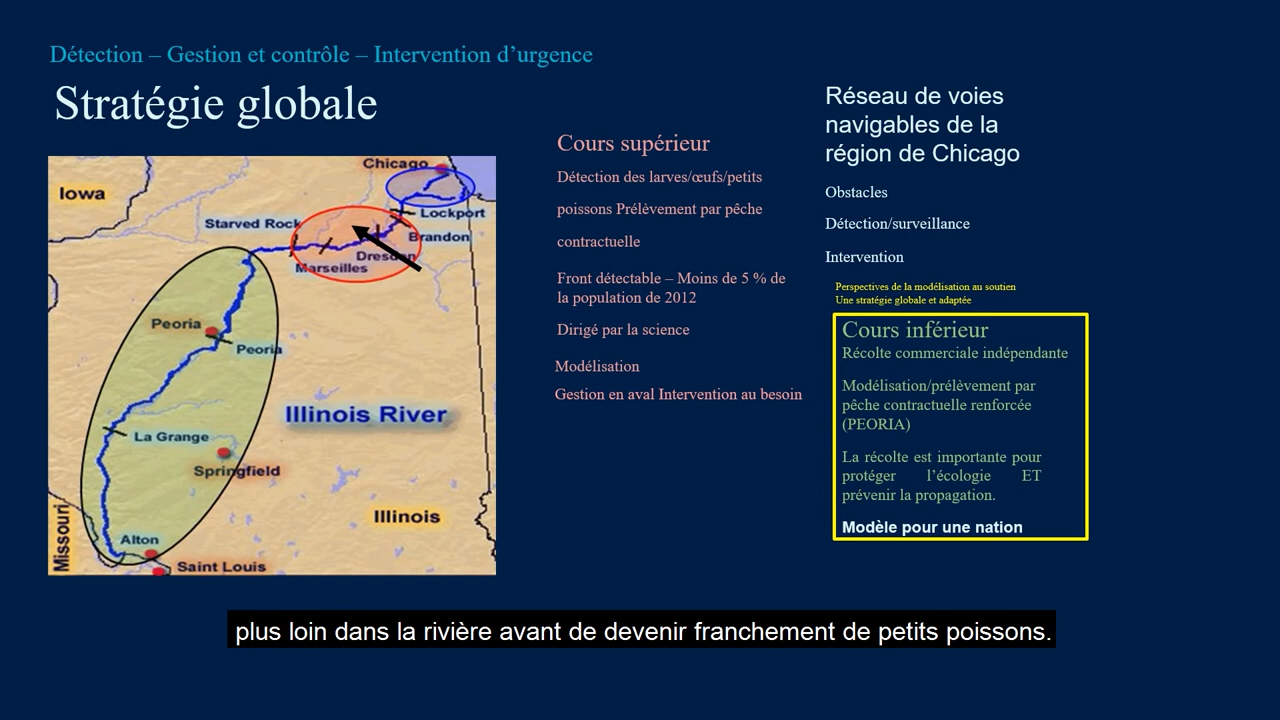 Détection – Gestion et contrôle – Intervention d’urgence
Stratégie globale
Chicago
Iowa
Lockport
Starved Rock
Brandon
Dresden
Marseilles
Peoria
Peoria
Illinois River
La Grange
Springfield
Illinois
Missouri
Alton
Saint Louis
Cours supérieur
Détection des larves/œufs/petits
poissons Prélèvement par pêche
contractuelle
Front détectable – Moins de 5 % de
la population de 2012
Dirigé par la science
Modélisation
Gestion en aval Intervention au besoin
Réseau de voies
navigables de la
région de Chicago
Obstacles
Détection/surveillance
Intervention
Perspectives de la modélisation au soutien
Une stratégie globale et adaptée
Cours inférieur
Récolte commerciale indépendante
Modélisation/prélèvement par
pêche contractuelle renforcée
(PEORIA)
La récolte est importante pour
protéger l’écologie ET
prévenir la propagation.
Modèle pour une nation
plus loin dans la rivière avant de devenir franchement de petits poissons.